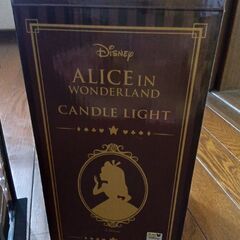 Disney
ALICE IN
WONDERLAND
CANDLE LIGHT